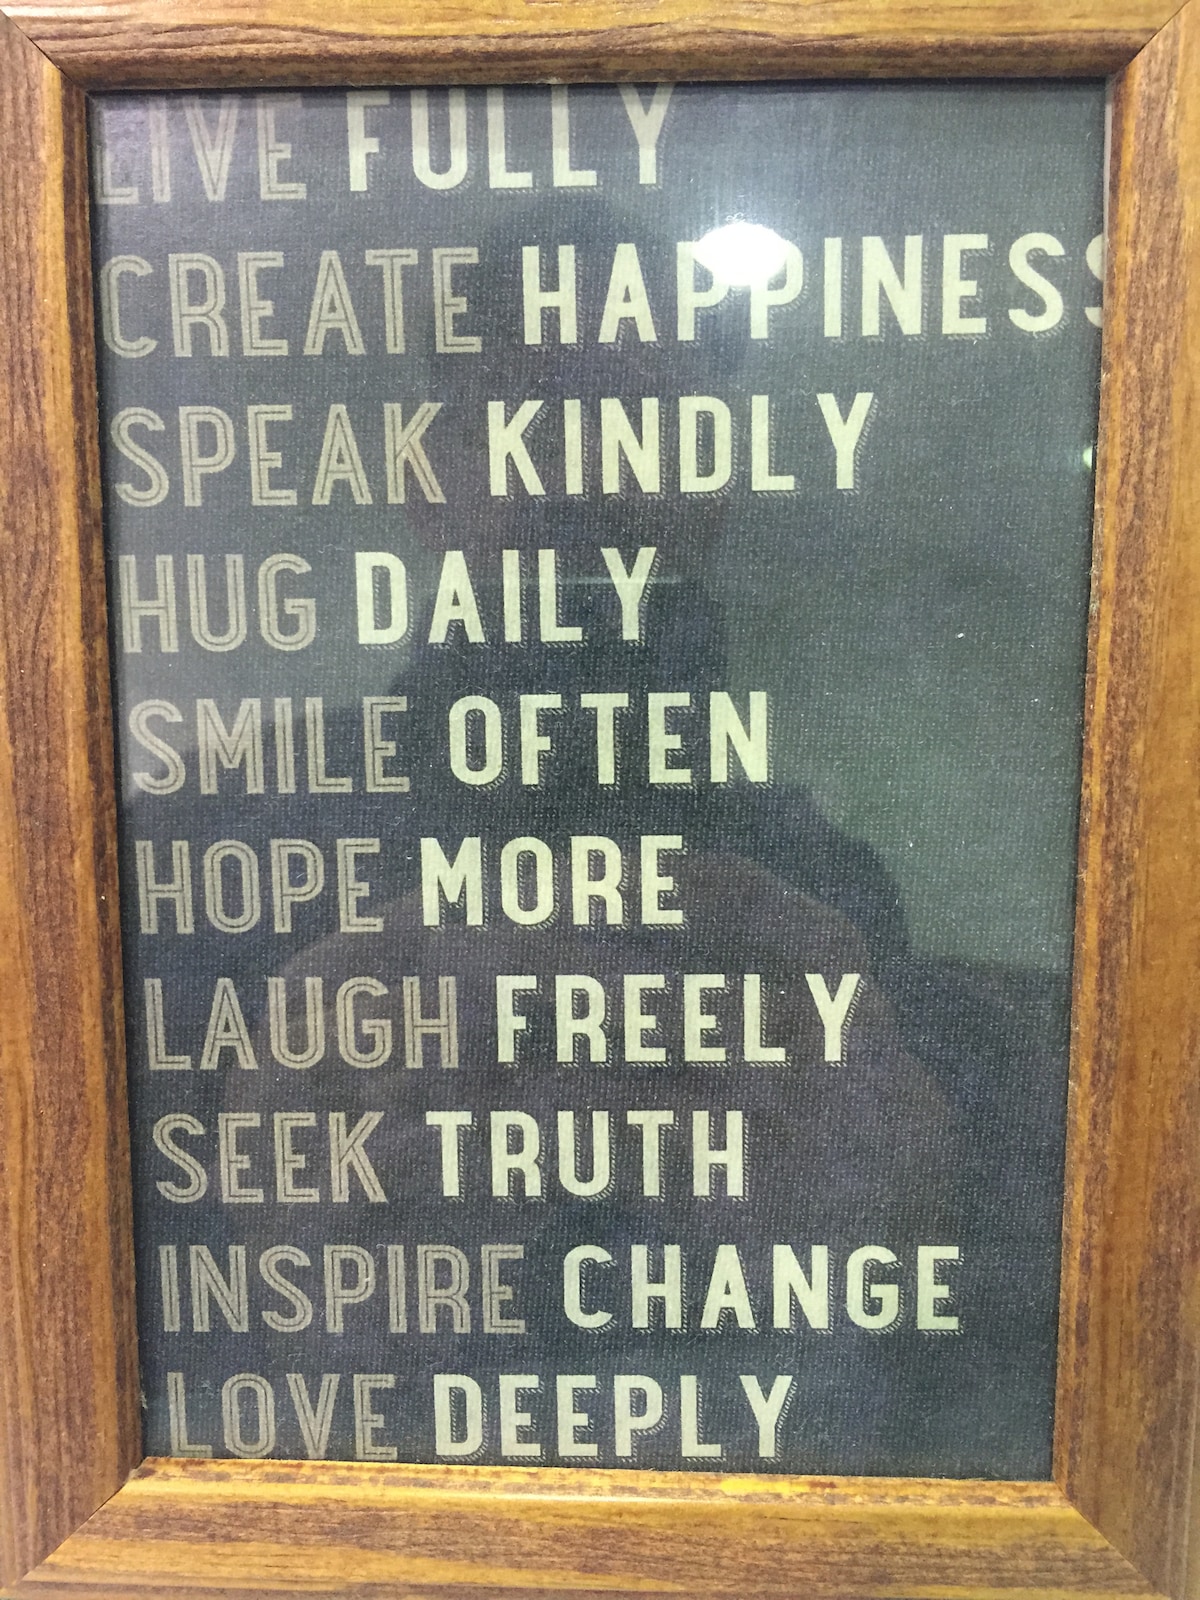 LIVE FULLY
CREATE HAPPINESS
SPEAK KINDLY
HUG DAILY
SMILE OFTEN
HOPE MORE
LAUGH FREELY
SEEK TRUTH
INSPIRE CHANGE
LOVE DEEPLY